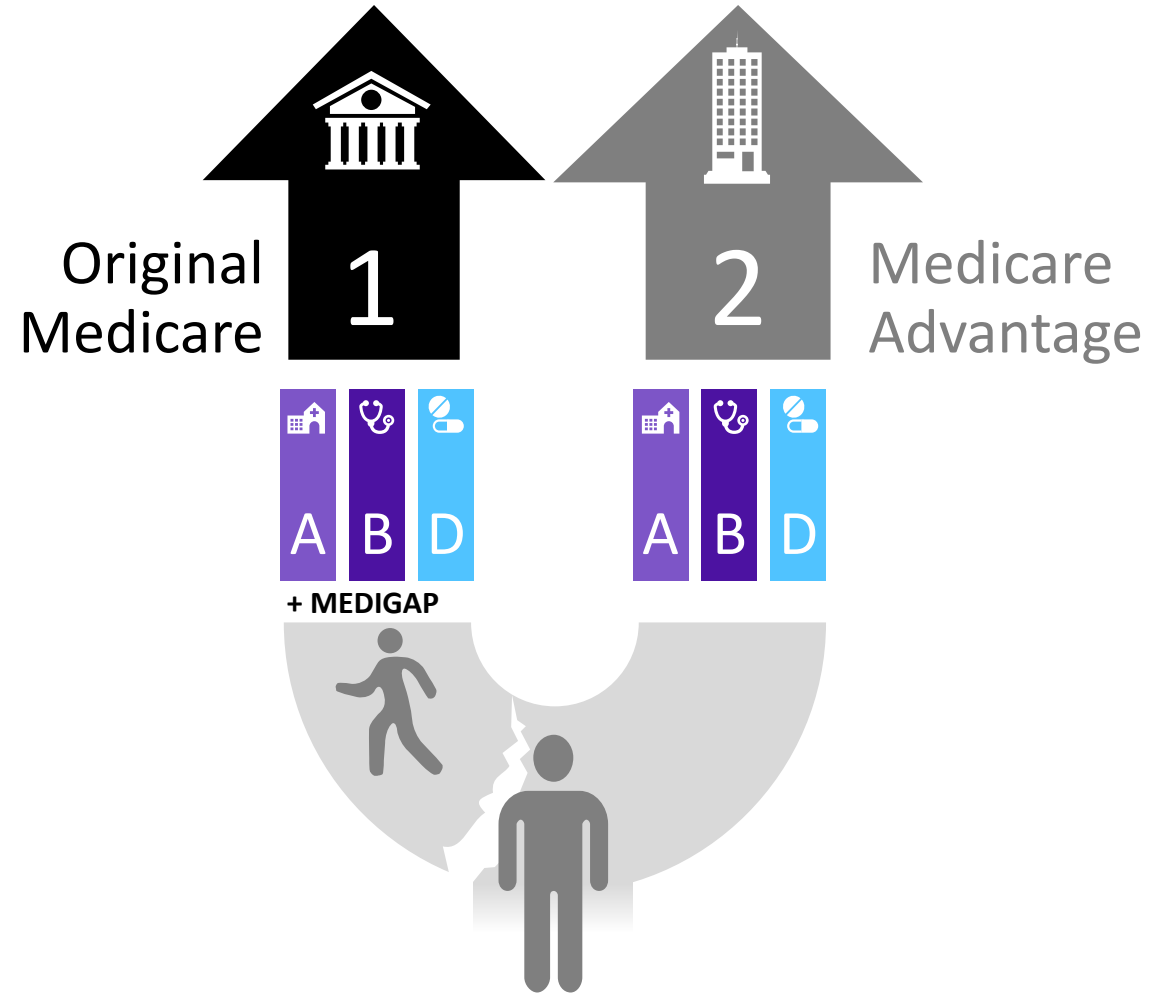 1
2
Original
Medicare
Medicare
Advantage
A B D
A B D
+ MEDIGAP